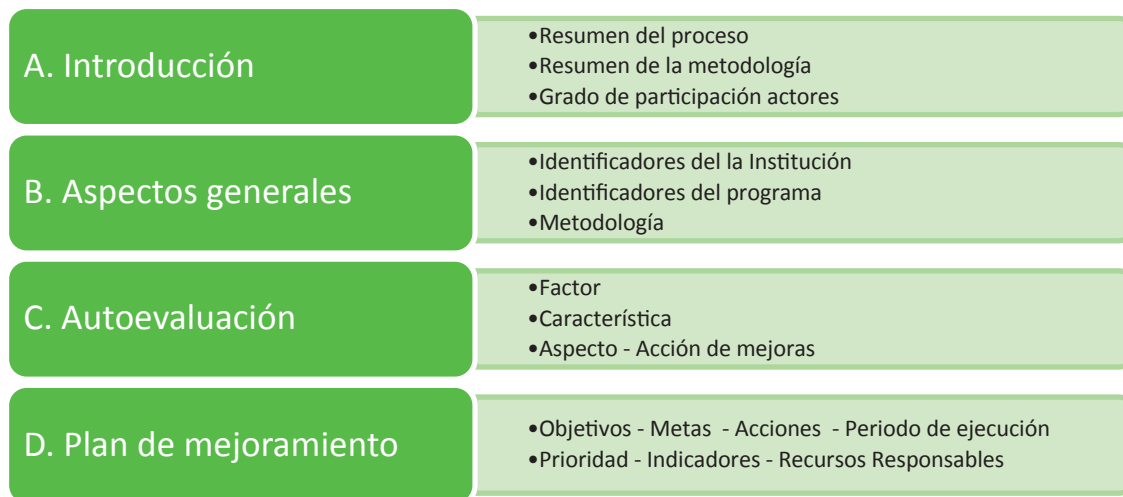 A. Introducción
•Resumen del proceso
•Resumen de la metodología
•Grado de participación actores
B. Aspectos generales
•Identificadores del la Institución
•Identificadores del programa
•Metodología
C. Autoevaluación
•Factor
•Característica
•Aspecto - Acción de mejoras
D. Plan de mejoramiento
•Objetivos - Metas - Acciones - Periodo de ejecución
•Prioridad - Indicadores - Recursos Responsables